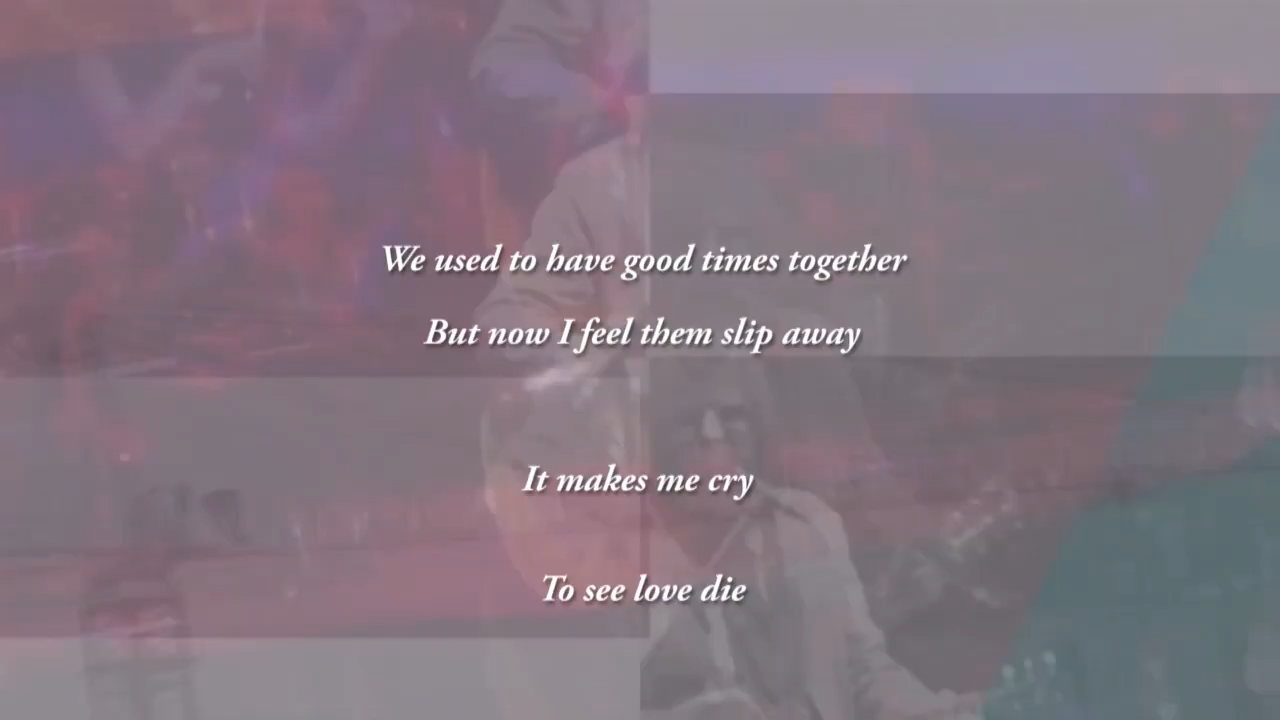 We used to have good times together
But now I feel them slip away
It makes me cry
To see love die